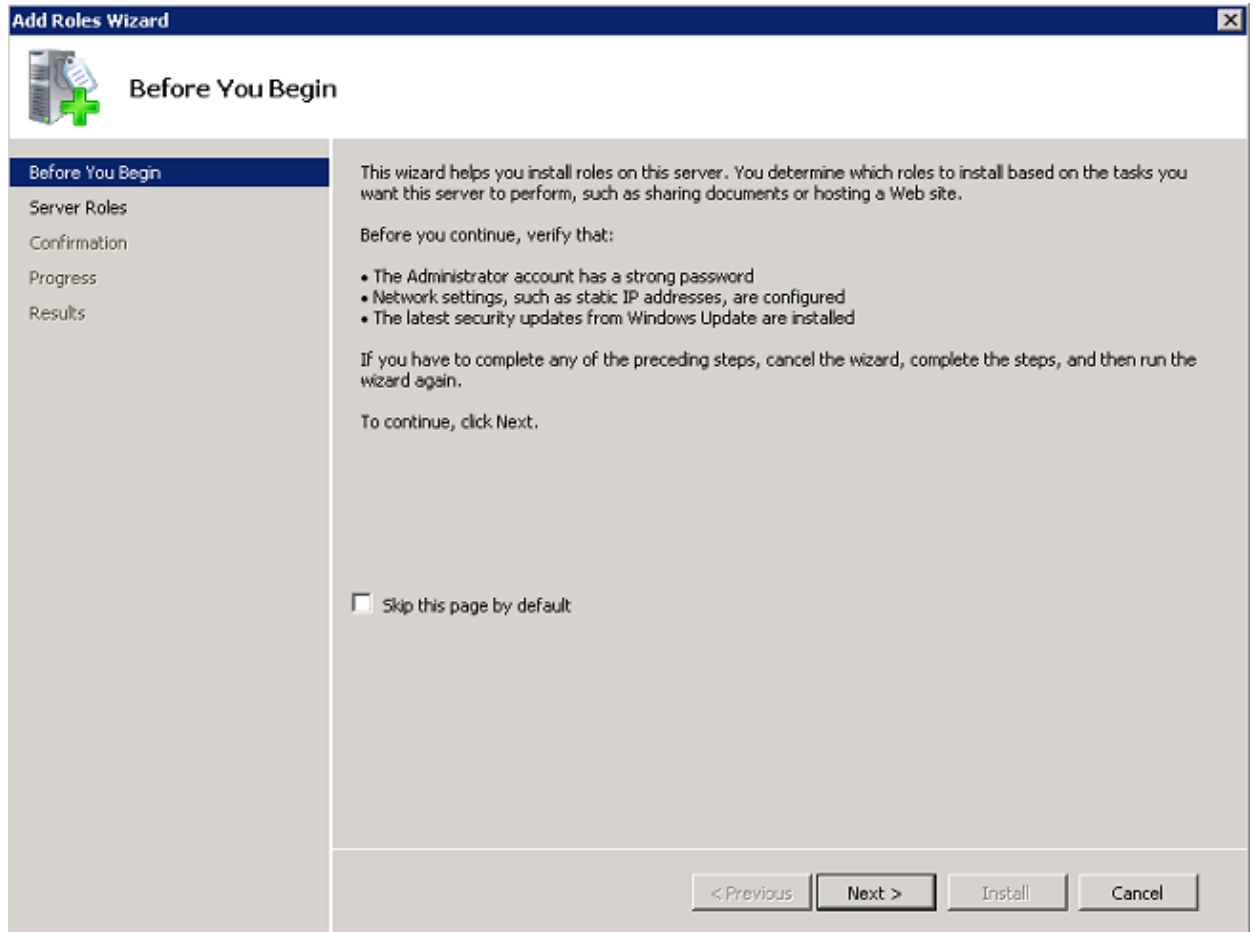 Add Roles Wizard
Before You Begin
Before You Begin
Server Roles
Confirmation
Progress
Results
This wizard helps you install roles on this server. You determine which roles to install based on the tasks you
want this server to perform, such as sharing documents or hosting a Web site.
Before you continue, verify that:
• The Administrator account has a strong password
• Network settings, such as static IP addresses, are configured
• The latest security updates from Windows Update are installed
If you have to complete any of the preceding steps, cancel the wizard, complete the steps, and then run the
wizard again.
To continue, click Next.
Skip this page by default
< Previous Next > Install Cancel